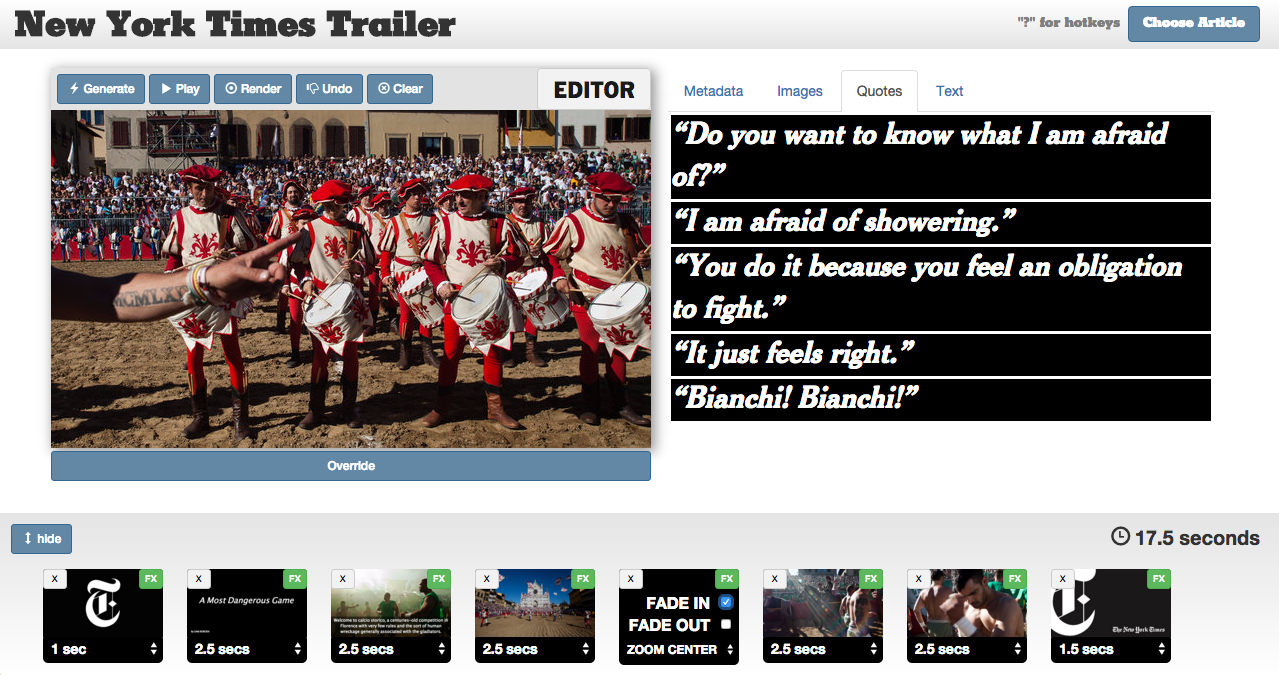 New York Times Trailer
"?" for hotkeys
Choose Article
Generate
Play
Render
Undo
Clear
EDITOR
Metadata
Images
Quotes
Text
“Do you want to know what I am afraid
of?”
“I am afraid of showering.”
“You do it because you feel an obligation
to fight.”
“It just feels right.”
“Bianchi! Bianchi!”
MCMLX
Override
hide
17.5 seconds
X
FX
T
1 sec
X
FX
A Most Dangerous Game
2.5 secs
X
FX
Welcome to calcio storico, a centuries-old competition in
Florence with very few rules and the sort of human
wreckage generally associated with the gladiators.
2.5 secs
X
FX
2.5 secs
X
FX
FADE IN
FADE OUT
ZOOM CENTER
X
FX
2.5 secs
X
FX
2.5 secs
X
FX
The New York Times
1.5 secs